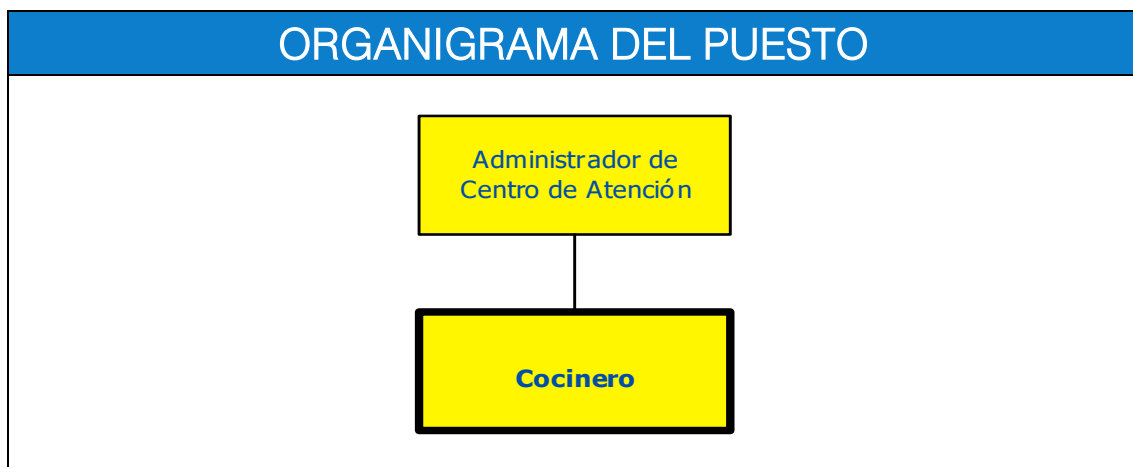 ORGANIGRAMA DEL PUESTO
Administrador de
Centro de Atención
Cocinero